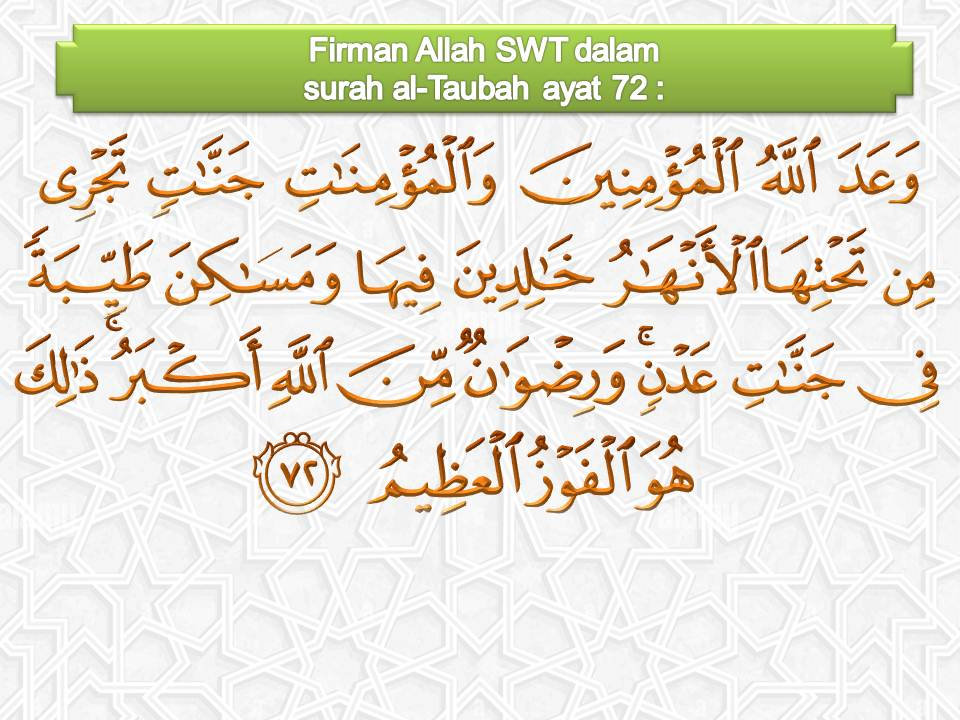 Firman Allah SWT dalam
surah al-Taubah ayat 72 :
وَعَدَ ٱللَّهُ ٱلْمُؤْمِنِينَ وَٱلْمُؤْمِنَـٰتِ جَنَّـٰتٍ تَجْرِى
مِن تَحْتِهَا ٱلْأَنْهَـٰرُ خَـٰلِدِينَ فِيهَا وَمَسَـٰكِنَ طَيِّبَةً
فِى جَنَّـٰتِ عَدْنٍ ۚ وَرِضْوَٰنٌ مِّنَ ٱللَّهِ أَكْبَرُ ۚ ذَٰلِكَ
هُوَ ٱلْفَوْزُ ٱلْعَظِيمُ ٧٢